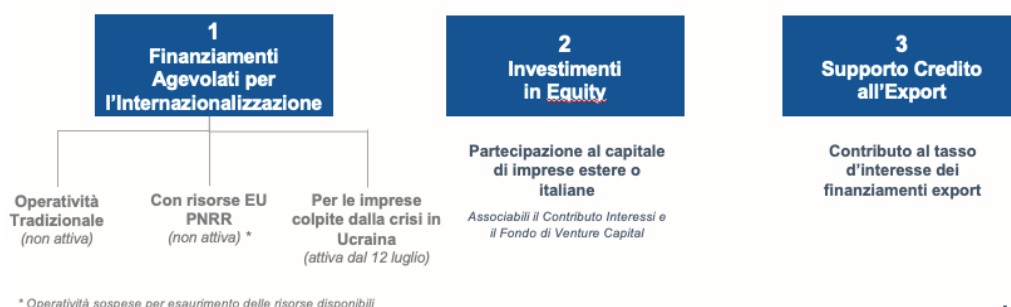 1
Finanziamenti
Agevolati per
l'Internazionalizzazione
Operatività
Tradizionale
(non attiva)
Con risorse EU
PNRR
(non attiva) *
Per le imprese
colpite dalla crisi in
Ucraina
(attiva dal 12 luglio)
2
Investimenti
in Equity
Partecipazione al capitale
di imprese estere o
italiane
Associabili il Contributo Interessi e
il Fondo di Venture Capital
3
Supporto Credito
all'Export
Contributo al tasso
d'interesse dei
finanziamenti export
* Operatività sospese per esaurimento delle risorse disponibili